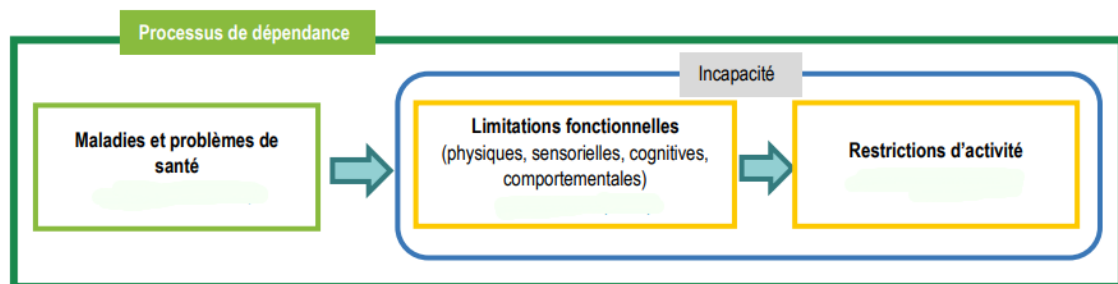 Processus de dépendance
Incapacité
Maladies et problèmes de
santé
Limitations fonctionnelles
(physiques, sensorielles, cognitives,
comportementales)
Restrictions d'activité